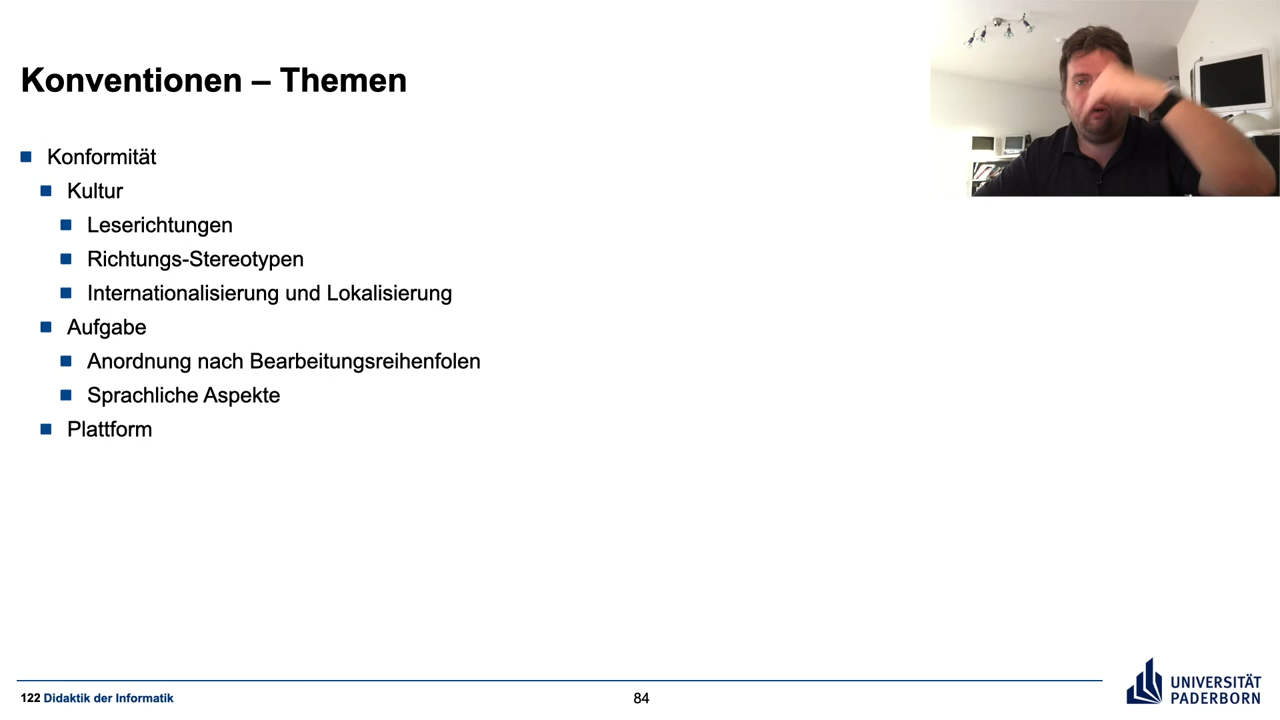 Konventionen – Themen
Konformität
Kultur
Leserichtungen
Richtungs-Stereotypen
Internationalisierung und Lokalisierung
Aufgabe
Anordnung nach Bearbeitungsreihenfolen
Sprachliche Aspekte
Plattform
122 Didaktik der Informatik
84
UNIVERSITÄT
PADERBORN